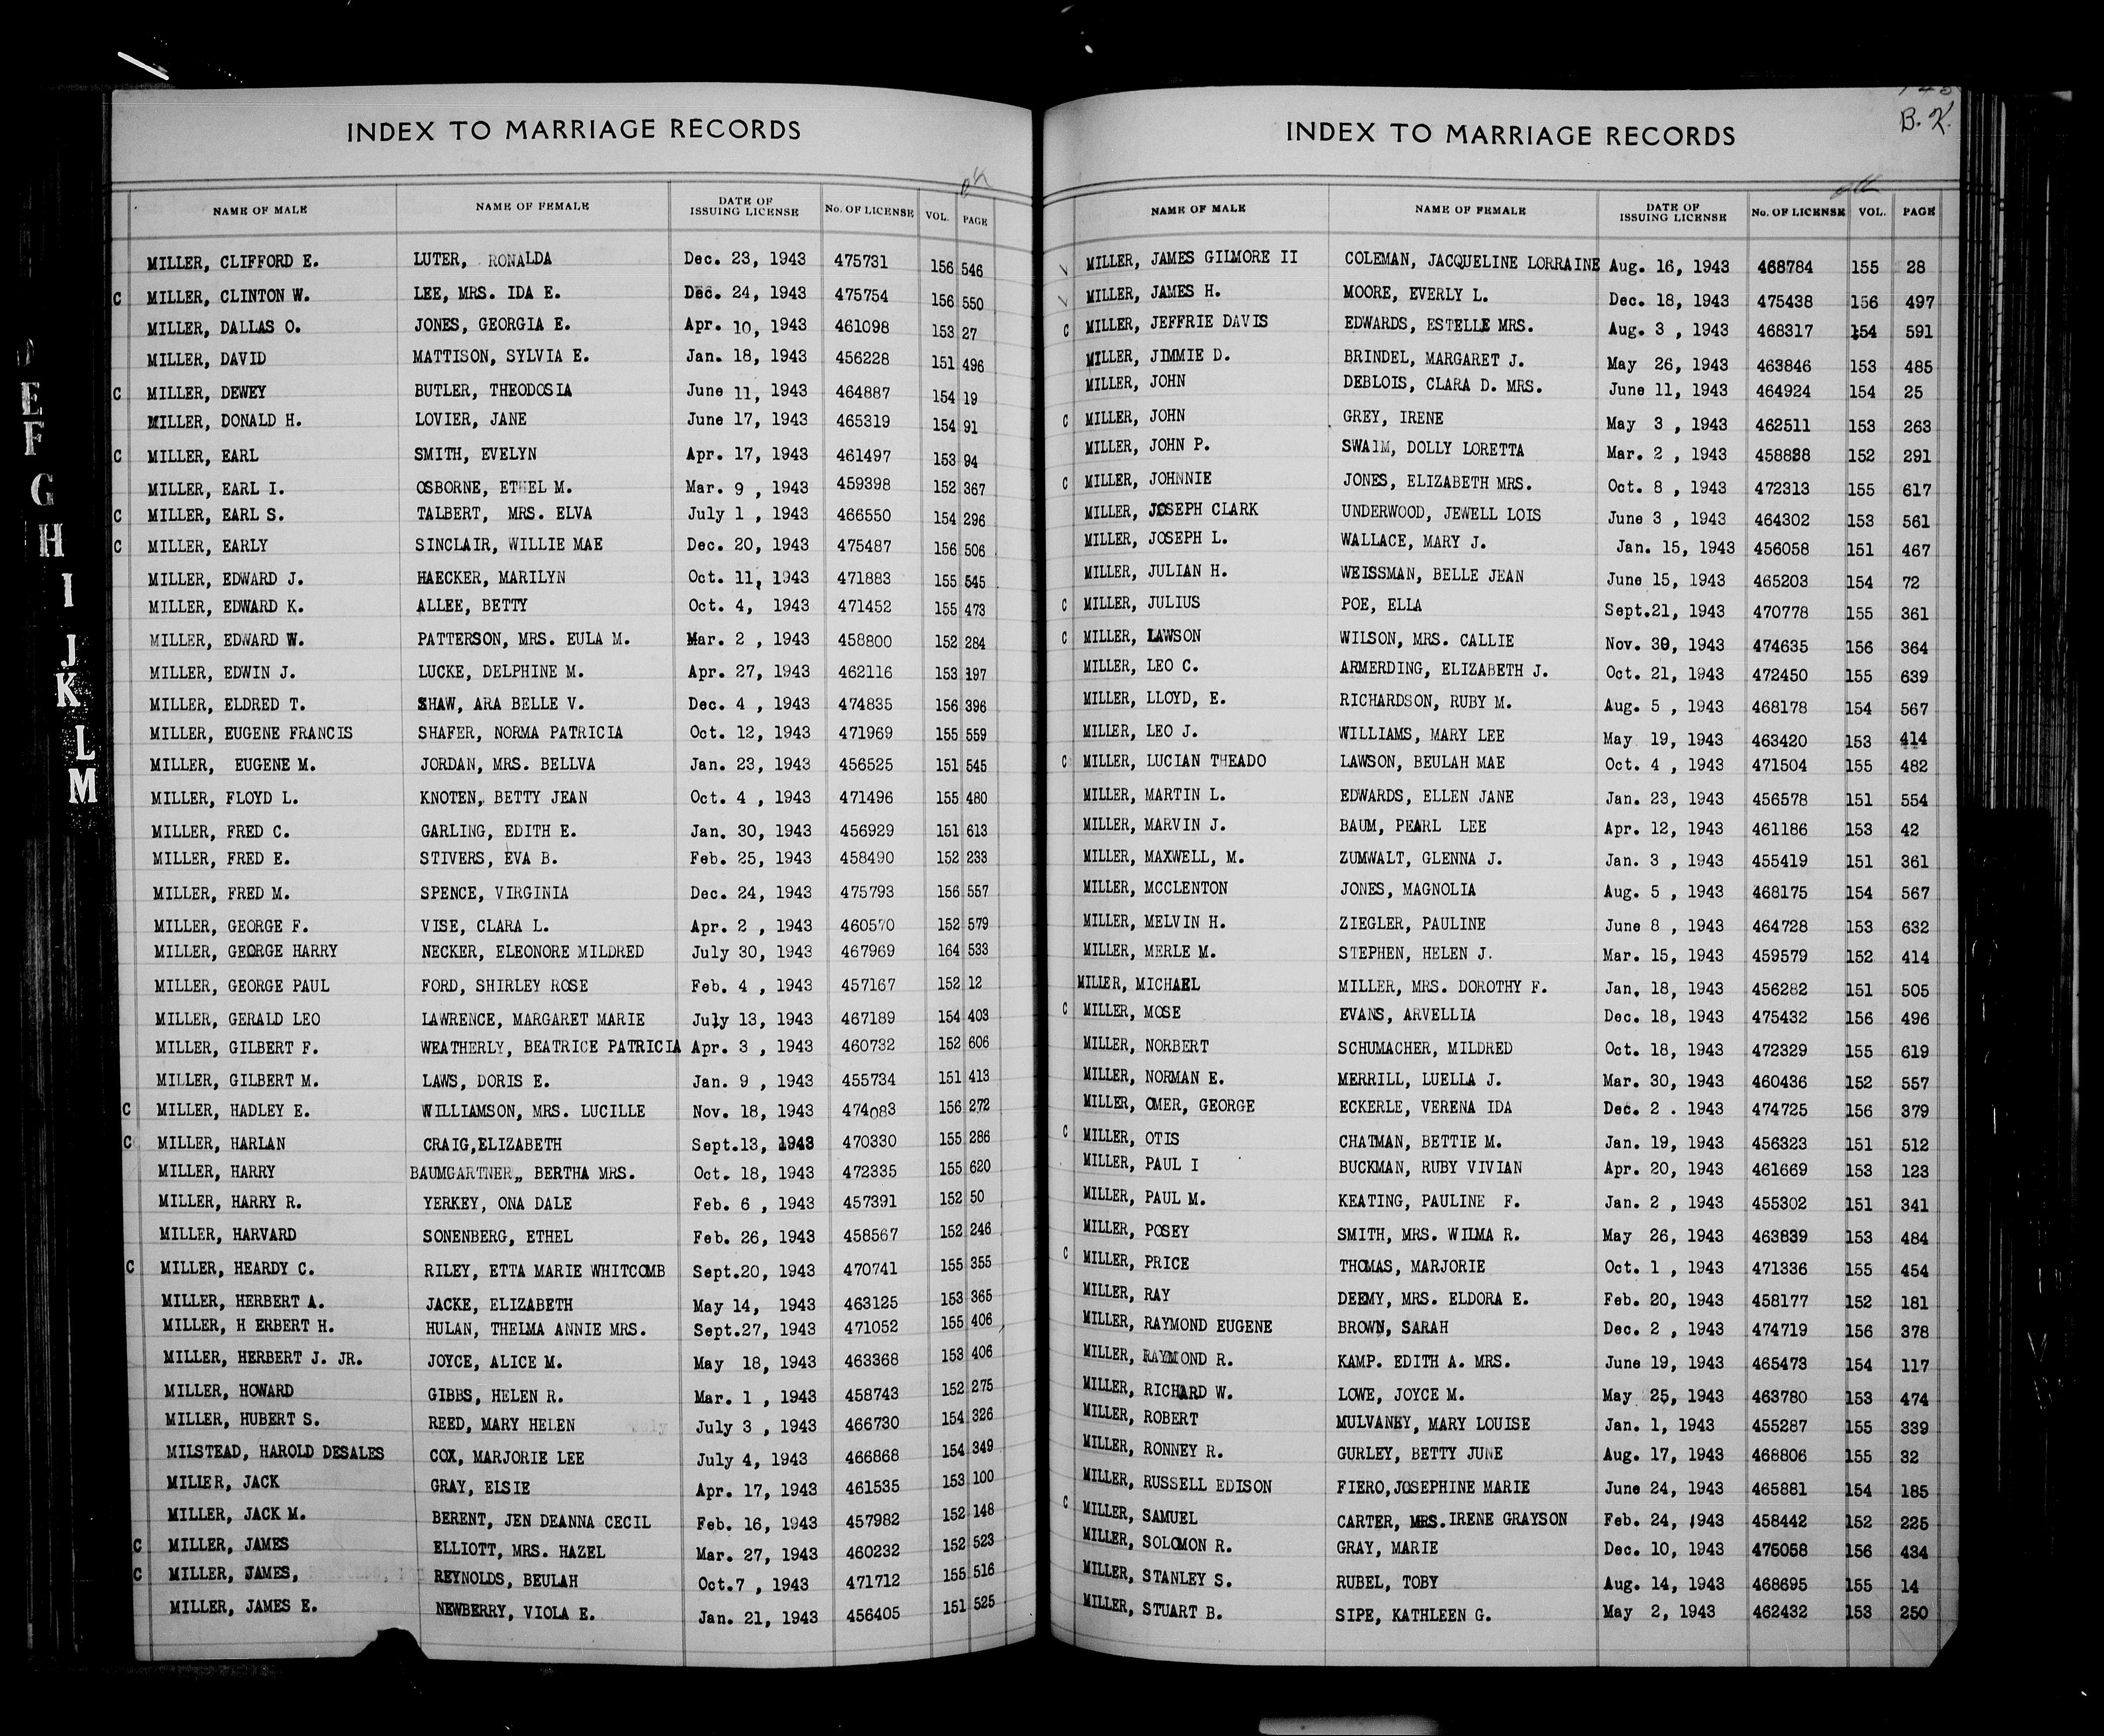 INDEX TO MARRIAGE RECORDS
NAME OF MALE NAME OF FEMALE DATE OF ISSUING LICENSE No. OF LICENSE VOL. PAGE
MILLER, CLIFFORD E. LUTER, RONALDA Dec. 23, 1943 475731 156 546
C MILLER, CLINTON W. LEE, MRS. IDA E. Dec. 24, 1943 475754 156 550
MILLER, DALLAS O. JONES, GEORGIA E. Apr. 10, 1943 461098 153 27
MILLER, DAVID MATTISON, SYLVIA E. Jan. 18, 1943 456228 151 496
C MILLER, DEWEY BUTLER, THEODOSIA June 11, 1943 464887 154 19
MILLER, DONALD H. LOVIER, JANE June 17, 1943 465319 154 91
C MILLER, EARL SMITH, EVELYN Apr. 17, 1943 461497 153 94
MILLER, EARL I. OSBORNE, ETHEL M. Mar. 9 , 1943 459398 152 367
C MILLER, EARL S. TALBERT, MRS. ELVA July 1 , 1943 466550 154 296
C MILLER, EARLY SINCLAIR, WILLIE MAE Dec. 20, 1943 475487 156 506
MILLER, EDWARD J. HAECKER, MARILYN Oct. 11, 1943 471883 155 545
MILLER, EDWARD K. ALLEE, BETTY Oct. 4, 1943 471452 155 473
MILLER, EDWARD W. PATTERSON, MRS. EULA M. Mar. 2 , 1943 458800 152 284
MILLER, EDWIN J. LUCKE, DELPHINE M. Apr. 27, 1943 462116 153 197
MILLER, ELDRED T. SHAW, ARA BELLE V. Dec. 4 , 1943 474835 156 396
MILLER, EUGENE FRANCIS SHAFER, NORMA PATRICIA Oct. 12, 1943 471969 155 559
MILLER, EUGENE M. JORDAN, MRS. BELLVA Jan. 23, 1943 456525 151 545
MILLER, FLOYD L. KNOTEN, BETTY JEAN Oct. 4 , 1943 471496 155 480
MILLER, FRED C. GARLING, EDITH E. Jan. 30, 1943 456929 151 613
MILLER, FRED E. STIVERS, EVA B. Feb. 25, 1943 458490 152 233
MILLER, FRED M. SPENCE, VIRGINIA Dec. 24, 1943 475793 156 557
MILLER, GEORGE F. VISE, CLARA L. Apr. 2 , 1943 460570 152 579
MILLER, GEORGE HARRY NECKER, ELEONORE MILDRED July 30, 1943 467969 164 533
MILLER, GEORGE PAUL FORD, SHIRLEY ROSE Feb. 4 , 1943 457167 152 12
MILLER, GERALD LEO LAWRENCE, MARGARET MARIE July 13, 1943 467189 154 403
MILLER, GILBERT F. WEATHERLY, BEATRICE PATRICIA Apr. 3 , 1943 460732 152 606
MILLER, GILBERT M. LAWS, DORIS E. Jan. 9 , 1943 455734 151 413
C MILLER, HADLEY E. WILLIAMSON, MRS. LUCILLE Nov. 18, 1943 474083 156 272
C MILLER, HARLAN CRAIG,ELIZABETH Sept.13, 1943 470330 155 286
MILLER, HARRY BAUMGARTNER,, BERTHA MRS. Oct. 18, 1943 472335 155 620
MILLER, HARRY R. YERKEY, ONA DALE Feb. 6 , 1943 457391 152 50
MILLER, HARVARD SONENBERG, ETHEL Feb. 26, 1943 458567 152 246
C MILLER, HEARDY C. RILEY, ETTA MARIE WHITCOMB Sept.20, 1943 470741 155 355
MILLER, HERBERT A. JACKE, ELIZABETH May 14, 1943 463125 153 365
MILLER, H ERBERT H. HULAN, THELMA ANNIE MRS. Sept.27, 1943 471052 155 406
MILLER, HERBERT J. JR. JOYCE, ALICE M. May 18, 1943 463368 153 406
MILLER, HOWARD GIBBS, HELEN R. Mar. 1 , 1943 458743 152 275
MILLER, HUBERT S. REED, MARY HELEN July 3 , 1943 466730 154 326
MILSTEAD, HAROLD DESALES COX, MARJORIE LEE July 4, 1943 466868 154 349
MILLER, JACK GRAY, ELSIE Apr. 17, 1943 461535 153 100
MILLER, JACK M. BERENT, JEN DEANNA CECIL Feb. 16, 1943 457982 152 148
C MILLER, JAMES ELLIOTT, MRS. HAZEL Mar. 27, 1943 460232 152 523
C MILLER, JAMES, REYNOLDS, BEULAH Oct.7 , 1943 471712 155 516
MILLER, JAMES E. NEWBERRY, VIOLA E. Jan. 21, 1943 456405 151 525
E
F
G
H
I
J
K
L
M
B. K.
INDEX TO MARRIAGE RECORDS
NAME OF MALE NAME OF FEMALE DATE OF ISSUING LICENSE No. OF LICENSE VOL. PAGE
MILLER, JAMES GILMORE II COLEMAN, JACQUELINE LORRAINE Aug. 16, 1943 468784 155 28
MILLER, JAMES H. MOORE, EVERLY L. Dec. 18, 1943 475438 156 497
C MILLER, JEFFRIE DAVIS EDWARDS, ESTELLE MRS. Aug. 3 , 1943 468317 154 591
MILLER, JIMMIE D. BRINDEL, MARGARET J. May 26, 1943 463846 153 485
MILLER, JOHN DEBLOIS, CLARA D. MRS. June 11, 1943 464924 154 25
C MILLER, JOHN GREY, IRENE May 3 , 1943 462511 153 263
MILLER, JOHN P. SWAIM, DOLLY LORETTA Mar. 2 , 1943 458838 152 291
C MILLER, JOHNNIE JONES, ELIZABETH MRS. Oct. 8 , 1943 472313 155 617
MILLER, JOSEPH CLARK UNDERWOOD, JEWELL LOIS June 3 , 1943 464302 153 561
MILLER, JOSEPH L. WALLACE, MARY J. Jan. 15, 1943 456058 151 467
MILLER, JULIAN H. WEISSMAN, BELLE JEAN June 15, 1943 465203 154 72
C MILLER, JULIUS POE, ELLA Sept.21, 1943 470778 155 361
C MILLER, LAWSON WILSON, MRS. CALLIE Nov. 30, 1943 474635 156 364
MILLER, LEO C. ARMERDING, ELIZABETH J. Oct. 21, 1943 472450 155 639
MILLER, LLOYD, E. RICHARDSON, RUBY M. Aug. 5 , 1943 468178 154 567
MILLER, LEO J. WILLIAMS, MARY LEE May 19, 1943 463420 153 414
C MILLER, LUCIAN THEADO LAWSON, BEULAH MAE Oct. 4 , 1943 471504 155 482
MILLER, MARTIN L. EDWARDS, ELLEN JANE Jan. 23, 1943 456578 151 554
MILLER, MARVIN J. BAUM, PEARL LEE Apr. 12, 1943 461186 153 42
MILLER, MAXWELL, M. ZUMWALT, GLENNA J. Jan. 3 , 1943 455419 151 361
MILLER, MCCLENTON JONES, MAGNOLIA Aug. 5 , 1943 468175 154 567
MILLER, MELVIN H. ZIEGLER, PAULINE June 8 , 1943 464728 153 632
MILLER, MERLE M. STEPHEN, HELEN J. Mar. 15, 1943 459579 152 414
MILLER, MICHAEL MILLER, MRS. DOROTHY F. Jan. 18, 1943 456282 151 505
C MILLER, MOSE EVANS, ARVELLIA Dec. 18, 1943 475432 156 496
MILLER, NORBERT SCHUMACHER, MILDRED Oct. 18, 1943 472329 155 619
MILLER, NORMAN E. MERRILL, LUELLA J. Mar. 30, 1943 460436 152 557
MILLER, OMER, GEORGE ECKERLE, VERENA IDA Dec. 2 . 1943 474725 156 379
C MILLER, OTIS CHATMAN, BETTIE M. Jan. 19, 1943 456323 151 512
MILLER, PAUL I BUCKMAN, RUBY VIVIAN Apr. 20, 1943 461669 153 123
MILLER, PAUL M. KEATING, PAULINE F. Jan. 2 , 1943 455302 151 341
MILLER, POSEY SMITH, MRS. WILMA R. May 26, 1943 463839 153 484
C MILLER, PRICE THOMAS, MARJORIE Oct. 1 , 1943 471336 155 454
MILLER, RAY DEEMY, MRS. ELDORA E. Feb. 20, 1943 458177 152 181
MILLER, RAYMOND EUGENE BROWN, SARAH Dec. 2 , 1943 474719 156 378
MILLER, RAYMOND R. KAMP. EDITH A. MRS. June 19, 1943 465473 154 117
MILLER, RICHARD W. LOWE, JOYCE M. May 25, 1943 463780 153 474
MILLER, ROBERT MULVANEY, MARY LOUISE Jan. 1, 1943 455287 155 339
MILLER, RONNEY R. GURLEY, BETTY JUNE Aug. 17, 1943 468806 155 32
MILLER, RUSSELL EDISON FIERO,JOSEPHINE MARIE June 24, 1943 465881 154 185
C MILLER, SAMUEL CARTER, MRS.IRENE GRAYSON Feb. 24, 1943 458442 152 225
MILLER, SOLOMON R. GRAY, MARIE Dec. 10, 1943 475058 156 434
MILLER, STANLEY S. RUBEL, TOBY Aug. 14, 1943 468695 155 14
MILLER, STUART B. SIPE, KATHLEEN G. May 2, 1943 462432 153 250